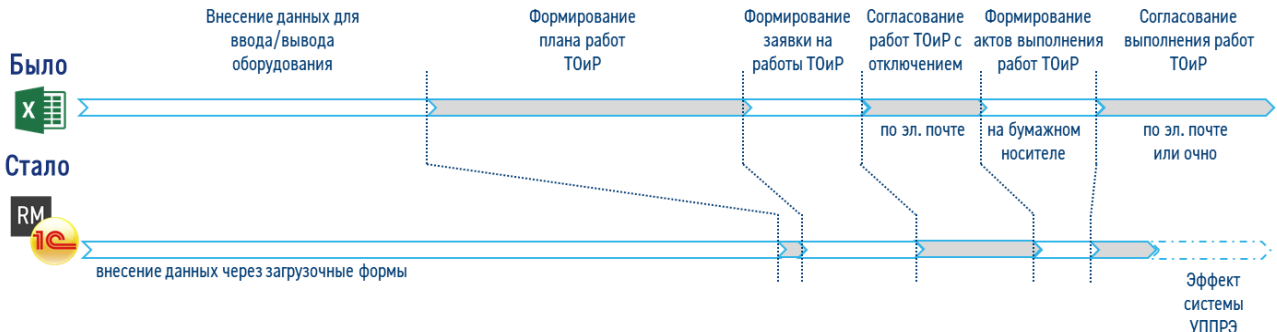 Внесение данных для
ввода/вывода
оборудования
Формирование
плана работ
ТОиР
Формирование
заявки на
работы ТОиР
Согласование
работ ТОиР с
отключением
Формирование
актов выполнения
работ ТОиР
Согласование
выполнения работ
ТОиР
Было
X
по эл. почте
на бумажном
носителе
по эл. почте
или очно
Стало
RM
1С
внесение данных через загрузочные формы
Эффект
системы
УППРЭ